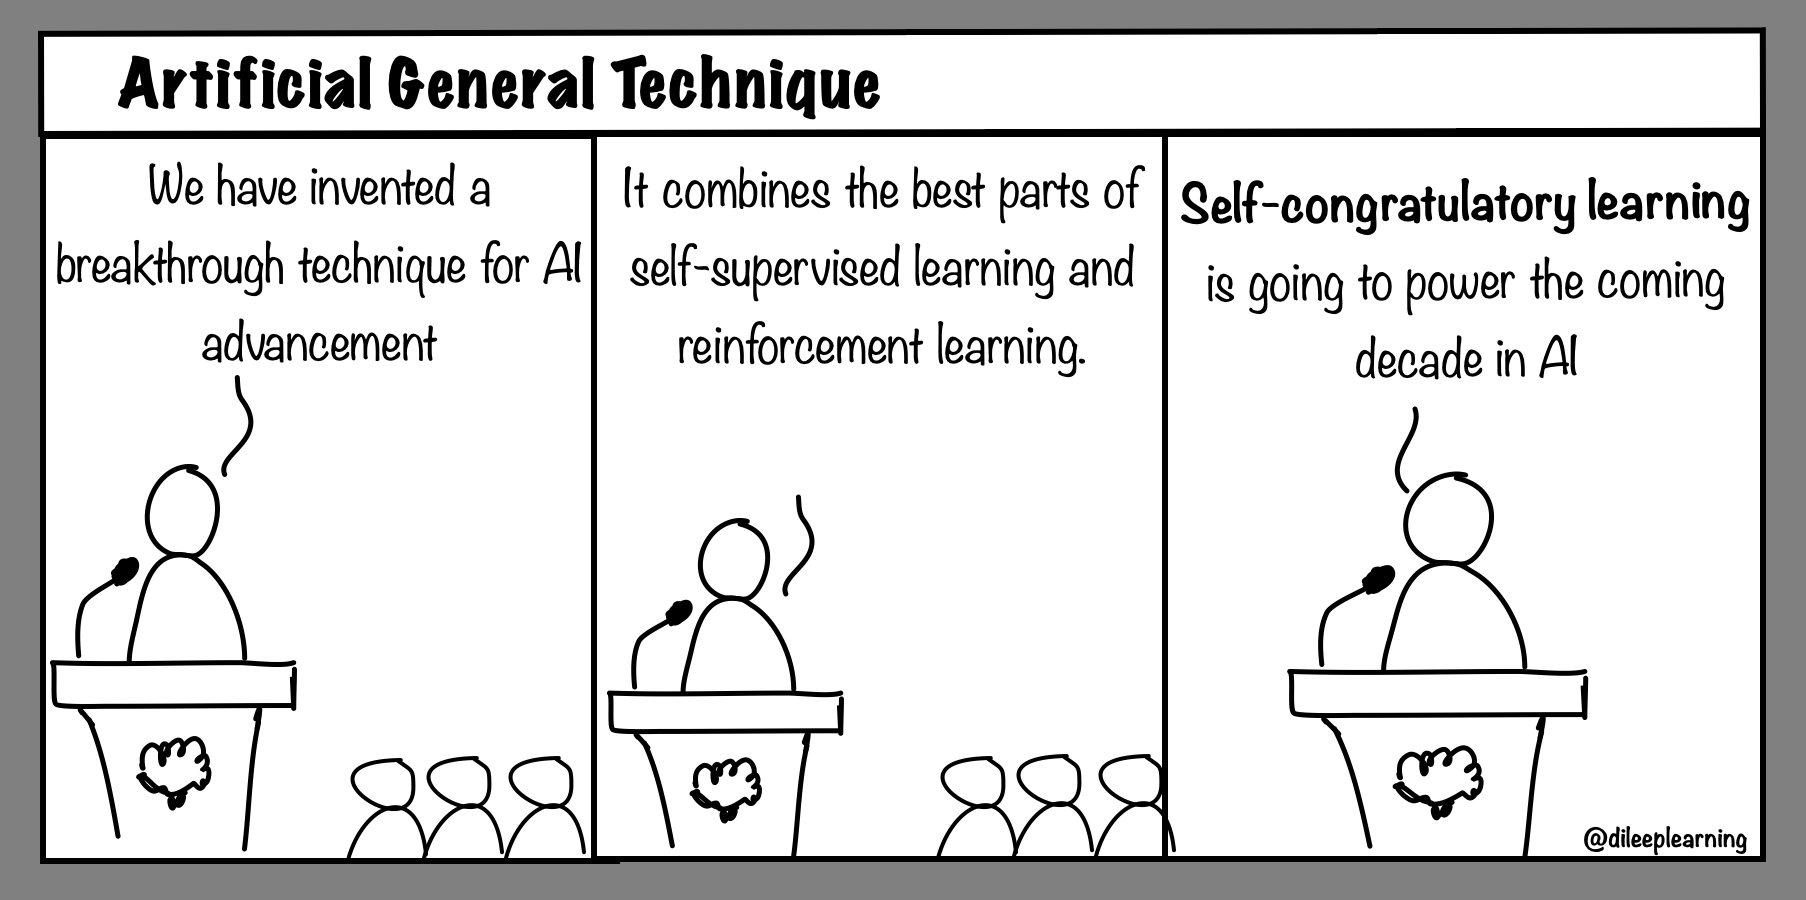 Artificial General Technique
We have invented a
breakthrough technique for AI
advancement
It combines the best parts of
self-supervised learning and
reinforcement learning.
Self-congratulatory learning
is going to power the coming
decade in AI
@dileeplearning